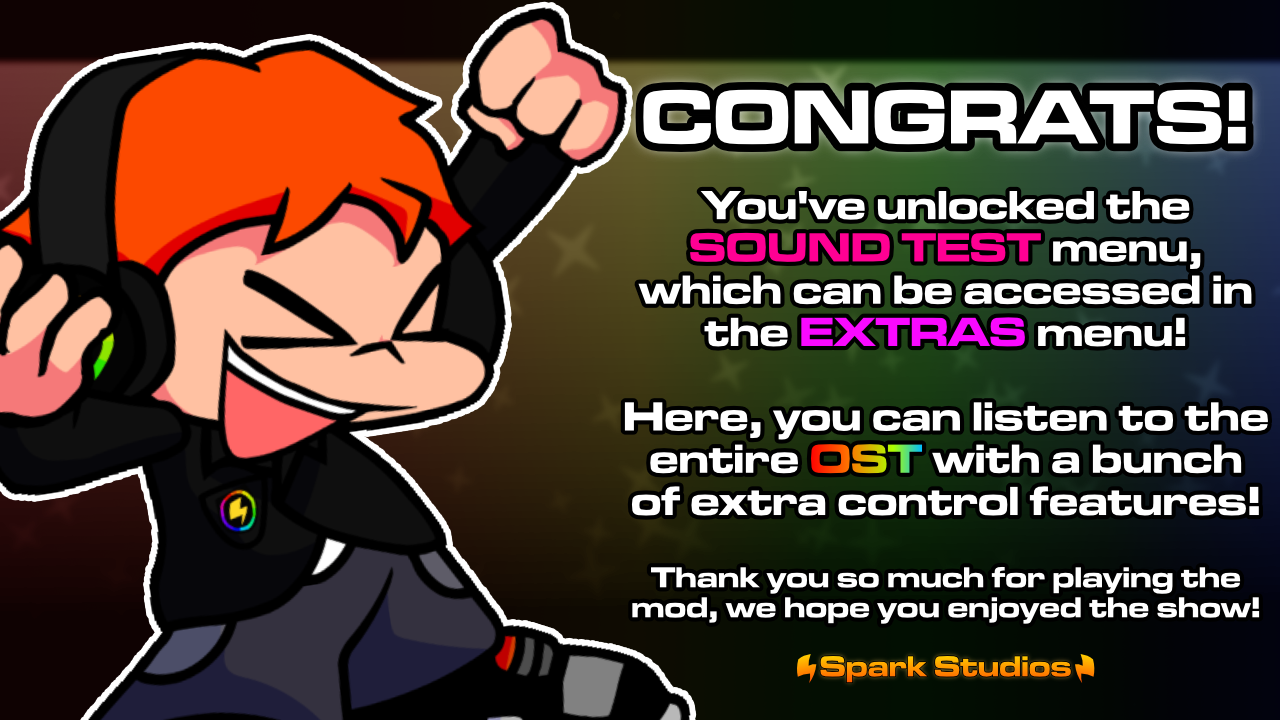 CONGRATS!
You've unlocked the
SOUND TEST menu,
which can be accessed in
the EXTRAS menu!
Here, you can listen to the
entire OST with a bunch
of extra control features!
Thank you so much for playing the
mod, we hope you enjoyed the show!
Spark Studios